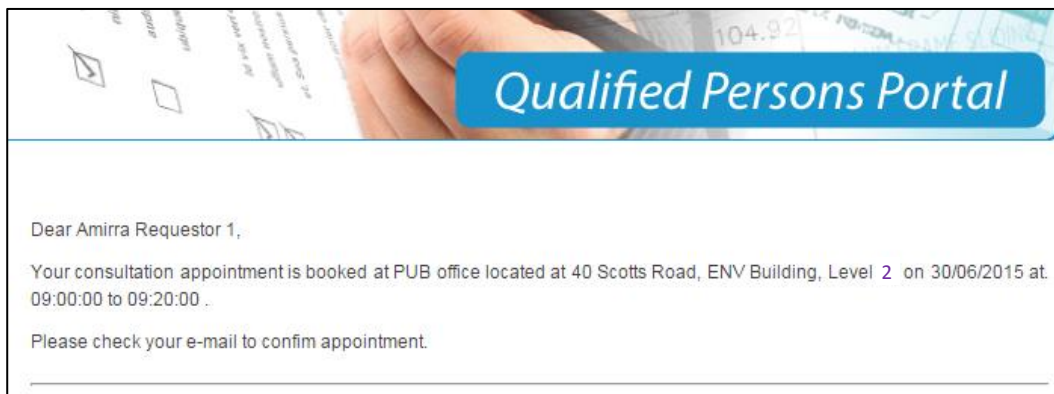 104.92
Qualified Persons Portal
Dear Amirra Requestor 1,
Your consultation appointment is booked at PUB office located at 40 Scotts Road, ENV Building, Level 2 on 30/06/2015 at.
09:00:00 to 09:20:00 .
Please check your e-mail to confim appointment.